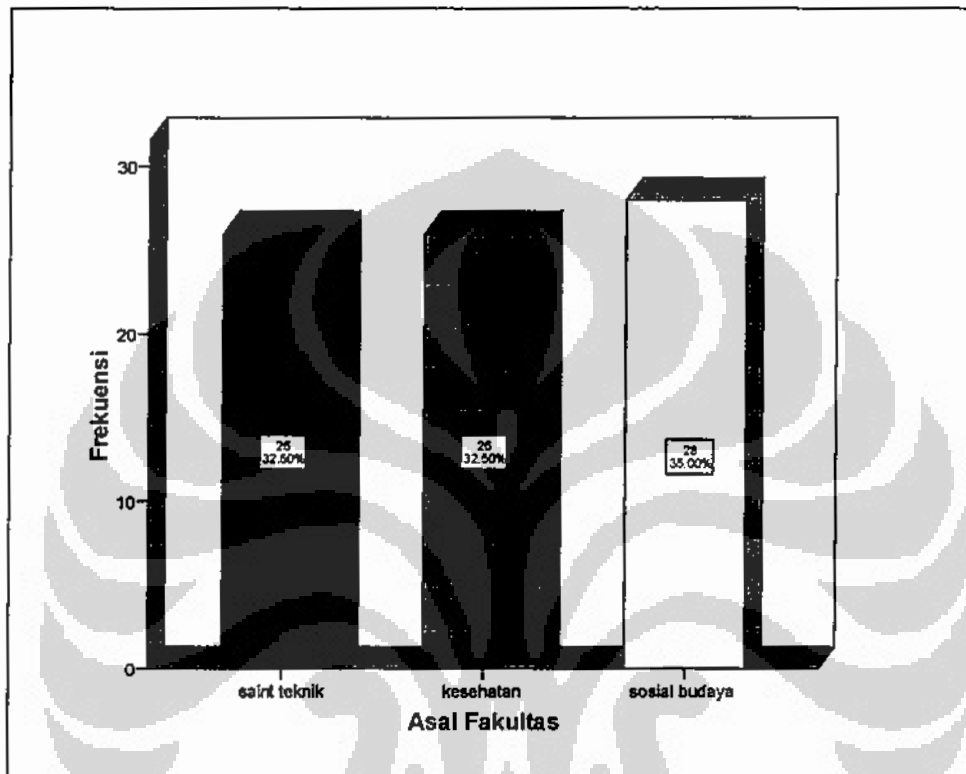 30
20
10
0
Frekuensi
26
32.50%
26
32.50%
28
35.00%
saint teknik
kesehatan
sosial budaya
Asal Fakultas